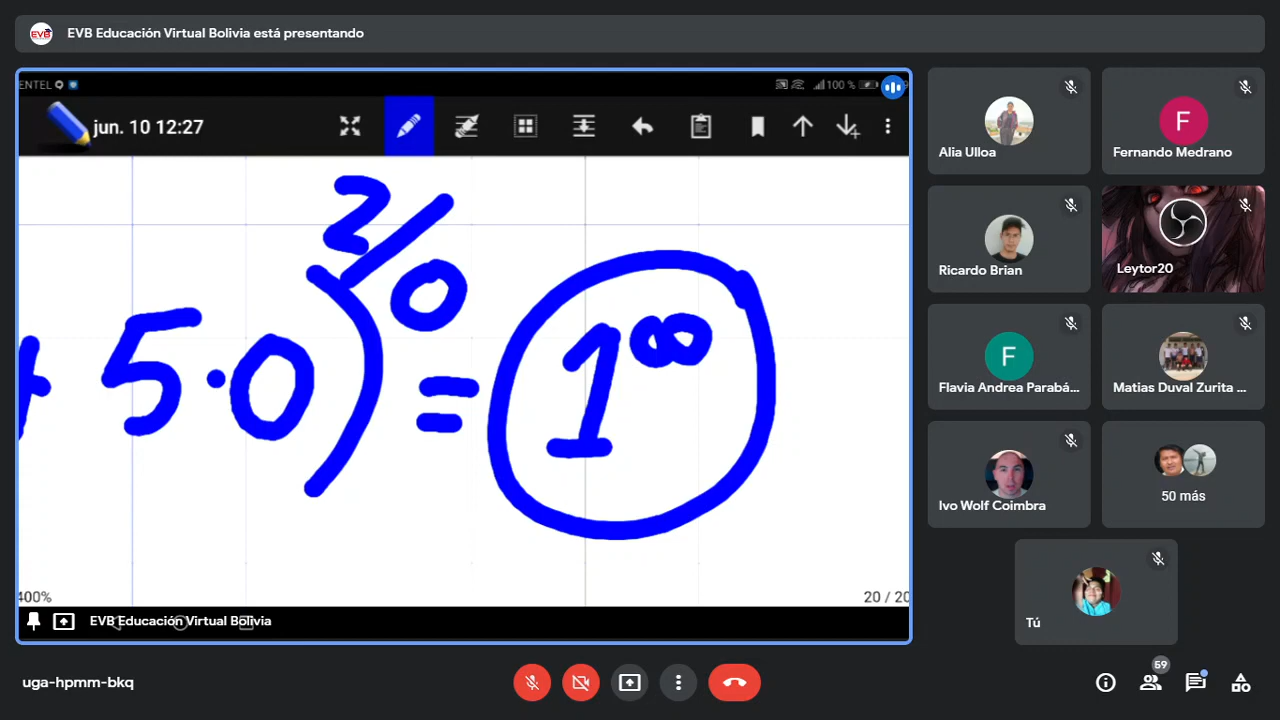 EVB EVB Educación Virtual Bolivia está presentando
ENTEL 100 %
jun. 10 12:27
+ 5·0)^(2/0) = 1^∞
400% 20 / 20
EVB Educación Virtual Bolivia
Alia Ulloa
F
Fernando Medrano
Ricardo Brian
Leytor20
F
Flavia Andrea Parabá...
Matias Duval Zurita ...
Ivo Wolf Coimbra
50 más
Tú
uga-hpmm-bkq
59